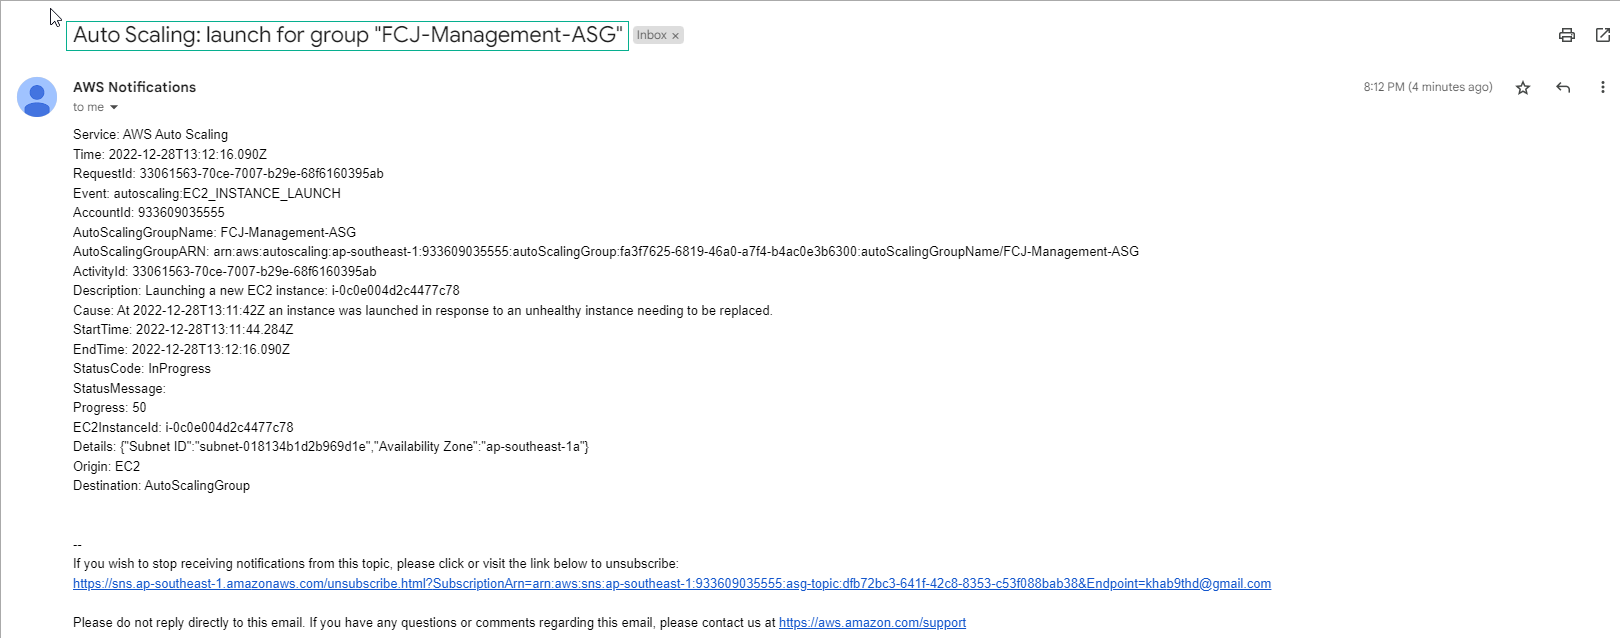 Auto Scaling: launch for group "FCJ-Management-ASG" Inbox x
AWS Notifications 8:12 PM (4 minutes ago)
to me
Service: AWS Auto Scaling
Time: 2022-12-28T13:12:16.090Z
RequestId: 33061563-70ce-7007-b29e-68f6160395ab
Event: autoscaling:EC2_INSTANCE_LAUNCH
AccountId: 933609035555
AutoScalingGroupName: FCJ-Management-ASG
AutoScalingGroupARN: arn:aws:autoscaling:ap-southeast-1:933609035555:autoScalingGroup:fa3f7625-6819-46a0-a7f4-b4ac0e3b6300:autoScalingGroupName/FCJ-Management-ASG
ActivityId: 33061563-70ce-7007-b29e-68f6160395ab
Description: Launching a new EC2 instance: i-0c0e004d2c4477c78
Cause: At 2022-12-28T13:11:42Z an instance was launched in response to an unhealthy instance needing to be replaced.
StartTime: 2022-12-28T13:11:44.284Z
EndTime: 2022-12-28T13:12:16.090Z
StatusCode: InProgress
StatusMessage:
Progress: 50
EC2InstanceId: i-0c0e004d2c4477c78
Details: {"Subnet ID":"subnet-018134b1d2b969d1e","Availability Zone":"ap-southeast-1a"}
Origin: EC2
Destination: AutoScalingGroup
--
If you wish to stop receiving notifications from this topic, please click or visit the link below to unsubscribe:
https://sns.ap-southeast-1.amazonaws.com/unsubscribe.html?SubscriptionArn=arn:aws:sns:ap-southeast-1:933609035555:asg-topic:dfb72bc3-641f-42c8-8353-c53f088bab38&Endpoint=khab9thd@gmail.com
Please do not reply directly to this email. If you have any questions or comments regarding this email, please contact us at https://aws.amazon.com/support